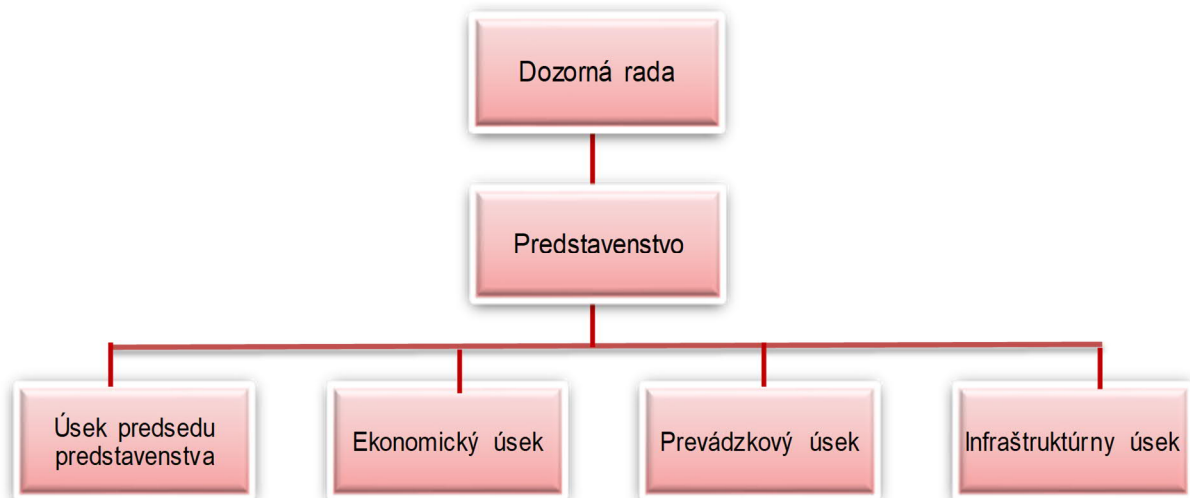 Dozorná rada
Predstavenstvo
Úsek predsedu
predstavenstva
Ekonomický úsek
Prevádzkový úsek
Infraštruktúrny úsek